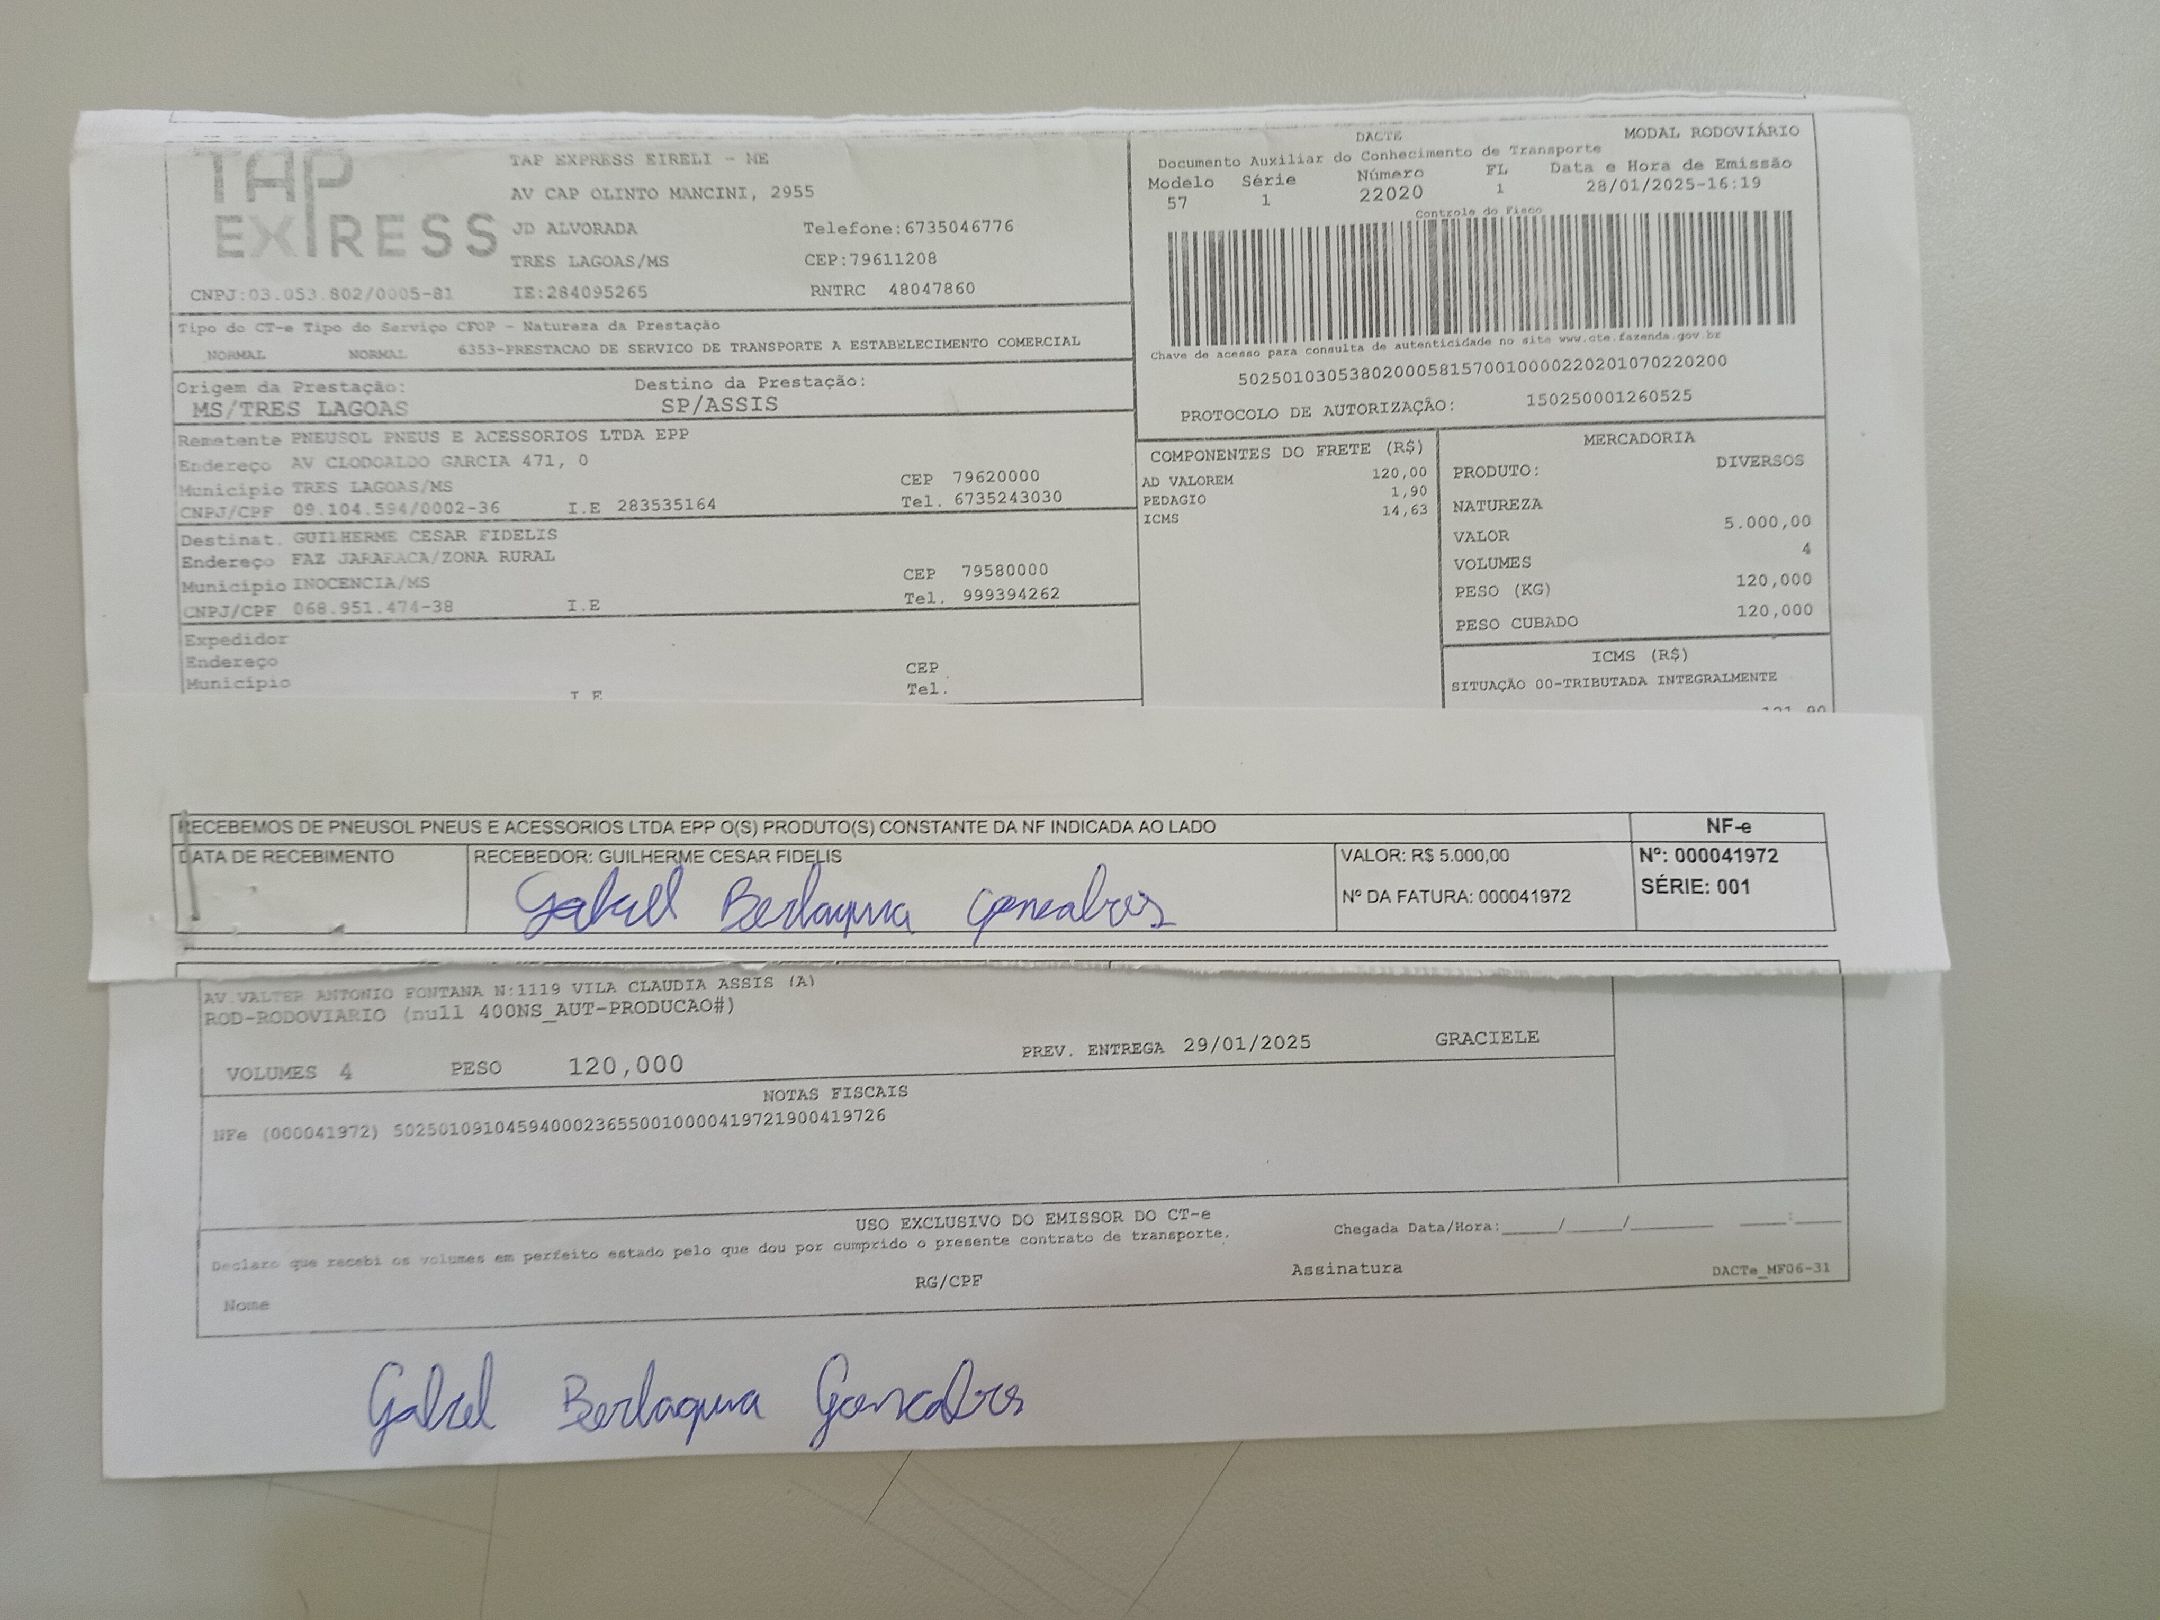 TAP EXPRESS
TAP EXPRESS EIRELI - ME
AV CAP OLINTO MANCINI, 2955
JD ALVORADA Telefone:6735046776
TRES LAGOAS/MS CEP:79611208
CNPJ:03.053.802/0005-81 IE:284095265 RNTRC 48047860
DACTE MODAL RODOVIÁRIO
Documento Auxiliar do Conhecimento de Transporte
Modelo Série Número FL Data e Hora de Emissão
57 1 22020 1 28/01/2025-16:19
Controle do Fisco
Chave de acesso para consulta de autenticidade no site www.cte.fazenda.gov.br
50250103053802000581570010000220201070220200
PROTOCOLO DE AUTORIZAÇÃO: 150250001260525
Tipo do CT-e Tipo do Serviço CFOP - Natureza da Prestação
NORMAL NORMAL 6353-PRESTACAO DE SERVICO DE TRANSPORTE A ESTABELECIMENTO COMERCIAL
Origem da Prestação: Destino da Prestação:
MS/TRES LAGOAS SP/ASSIS
Remetente PNEUSOL PNEUS E ACESSORIOS LTDA EPP
Endereço AV CLODOALDO GARCIA 471, 0
Município TRES LAGOAS/MS CEP 79620000
CNPJ/CPF 09.104.594/0002-36 I.E 283535164 Tel. 6735243030
Destinat. GUILHERME CESAR FIDELIS
Endereço FAZ JARARACA/ZONA RURAL
Município INOCENCIA/MS CEP 79580000
CNPJ/CPF 068.951.474-38 I.E Tel. 999394262
Expedidor
Endereço CEP
Município Tel.
I.E
COMPONENTES DO FRETE (R$)
AD VALOREM 120,00
PEDAGIO 1,90
ICMS 14,63
MERCADORIA
PRODUTO: DIVERSOS
NATUREZA
VALOR 5.000,00
VOLUMES 4
PESO (KG) 120,000
PESO CUBADO 120,000
ICMS (R$)
SITUAÇÃO 00-TRIBUTADA INTEGRALMENTE
RECEBEMOS DE PNEUSOL PNEUS E ACESSORIOS LTDA EPP O(S) PRODUTO(S) CONSTANTE DA NF INDICADA AO LADO NF-e
DATA DE RECEBIMENTO RECEBEDOR: GUILHERME CESAR FIDELIS VALOR: R$ 5.000,00 Nº: 000041972
Nº DA FATURA: 000041972 SÉRIE: 001
Gabriel Berlaqua Goncalves
AV.VALTER ANTONIO FONTANA N:1119 VILA CLAUDIA ASSIS (A)
ROD-RODOVIARIO (null 400NS_AUT-PRODUCAO#)
VOLUMES 4 PESO 120,000 PREV. ENTREGA 29/01/2025 GRACIELE
NOTAS FISCAIS
NFe (000041972) 50250109104594000236550010000419721900419726
USO EXCLUSIVO DO EMISSOR DO CT-e
Declaro que recebi os volumes em perfeito estado pelo que dou por cumprido o presente contrato de transporte. Chegada Data/Hora:_____/_____/________ ____:____
Nome RG/CPF Assinatura DACTe_MF06-31
Gabriel Berlaqua Goncalves